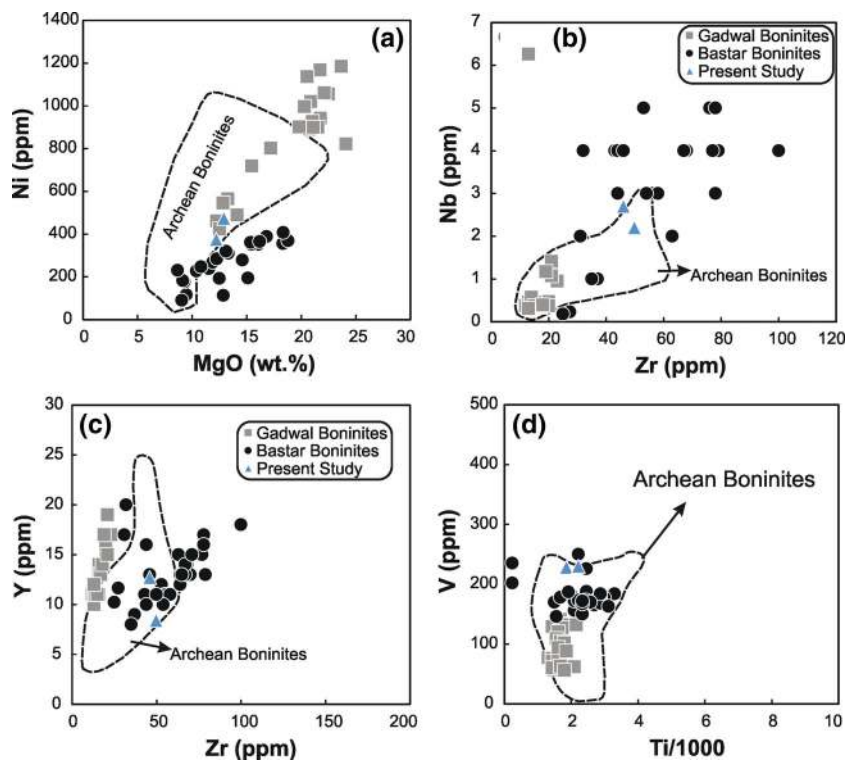 (a)
Ni (ppm)
1400
1200
1000
800
600
400
200
0
Archean Boninites
0 5 10 15 20 25 30
MgO (wt.%)
(b)
Gadwal Boninites
Bastar Boninites
Present Study
Nb (ppm)
7
6
5
4
3
2
1
0
Archean Boninites
0 20 40 60 80 100 120
Zr (ppm)
(c)
Gadwal Boninites
Bastar Boninites
Present Study
Y (ppm)
30
25
20
15
10
5
0
Archean Boninites
0 50 100 150 200
Zr (ppm)
(d)
V (ppm)
500
400
300
200
100
0
Archean Boninites
0 2 4 6 8 10
Ti/1000